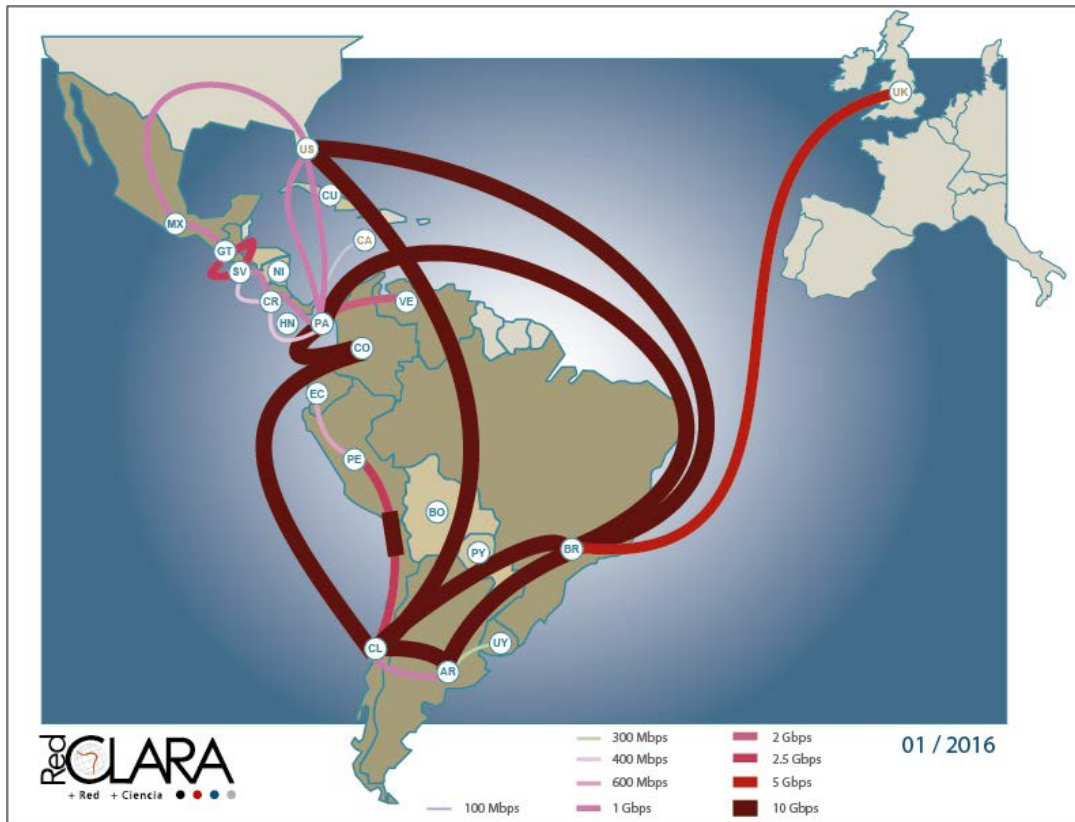 UK
US
CU
MX
CA
GT
SV
NI
CR
VE
HN
PA
CO
EC
PE
BO
PY
BR
CL
UY
AR
Red
CLARA
+ Red + Ciencia
100 Mbps
300 Mbps
400 Mbps
600 Mbps
1 Gbps
2 Gbps
2.5 Gbps
5 Gbps
10 Gbps
01 / 2016